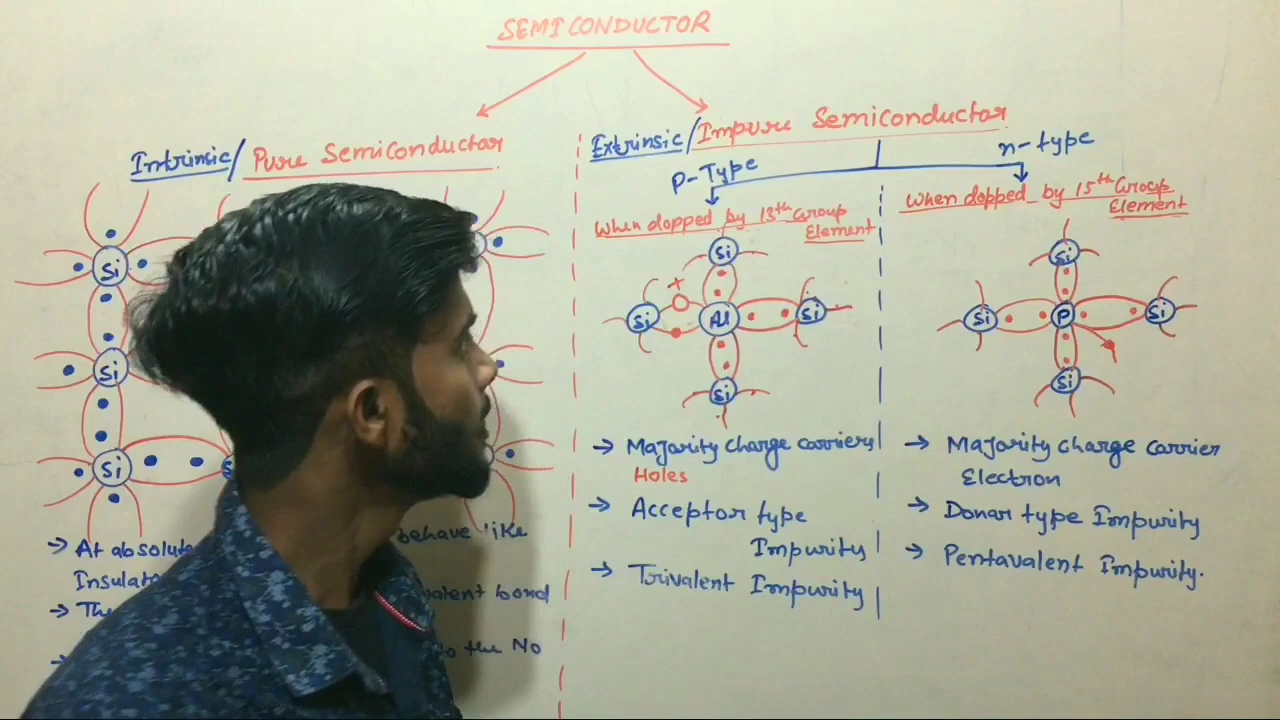 SEMICONDUCTOR
Intrinsic/Pure Semiconductor
Si
Si
Si
→ At absolute behave like
Insulato
→ The valent bond
→ to the No
Extrinsic/Impure Semiconductor
P-Type
When dopped by 13th Group
Element
Si
+
Si Al Si
Si
→ Majority charge carriers
Holes
→ Acceptor type
Impurity
→ Trivalent Impurity
n-type
When dopped by 15th Group
Element
Si
Si P Si
Si
→ Majority charge carrier
Electron
→ Donar type Impurity
→ Pentavalent Impurity.